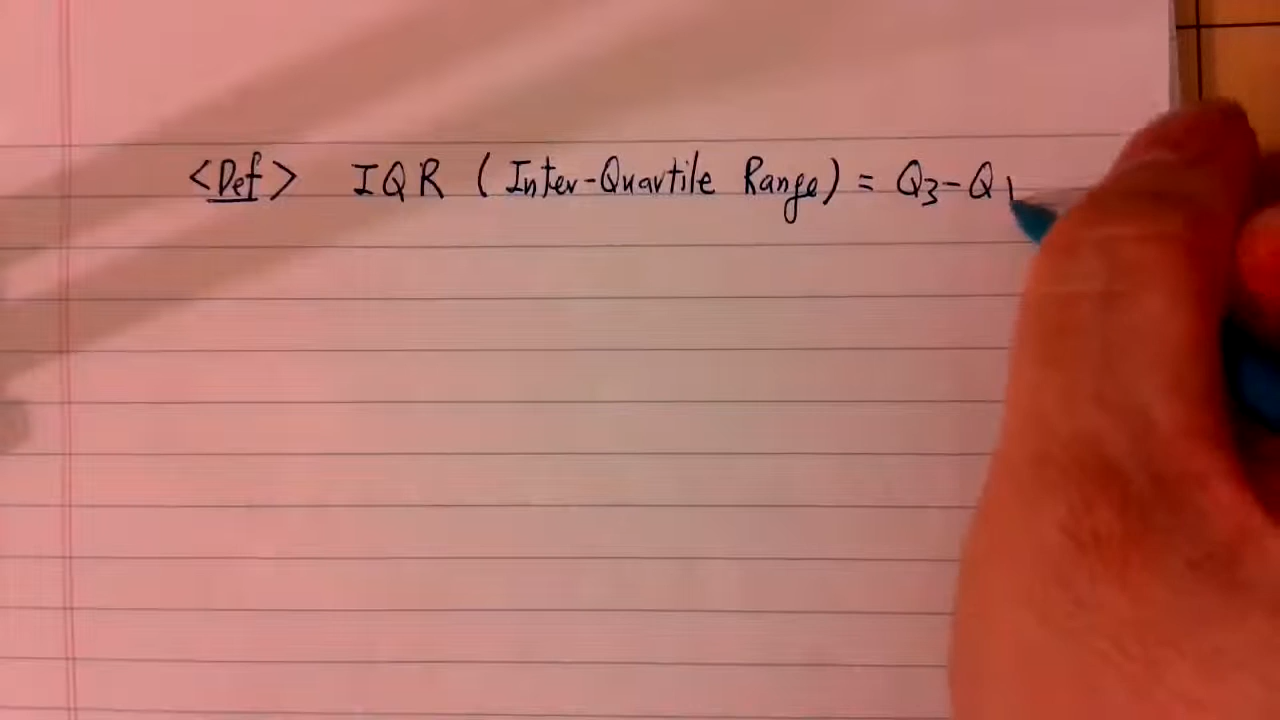 <Def> IQR (Inter-Quartile Range) = Q3-Q1